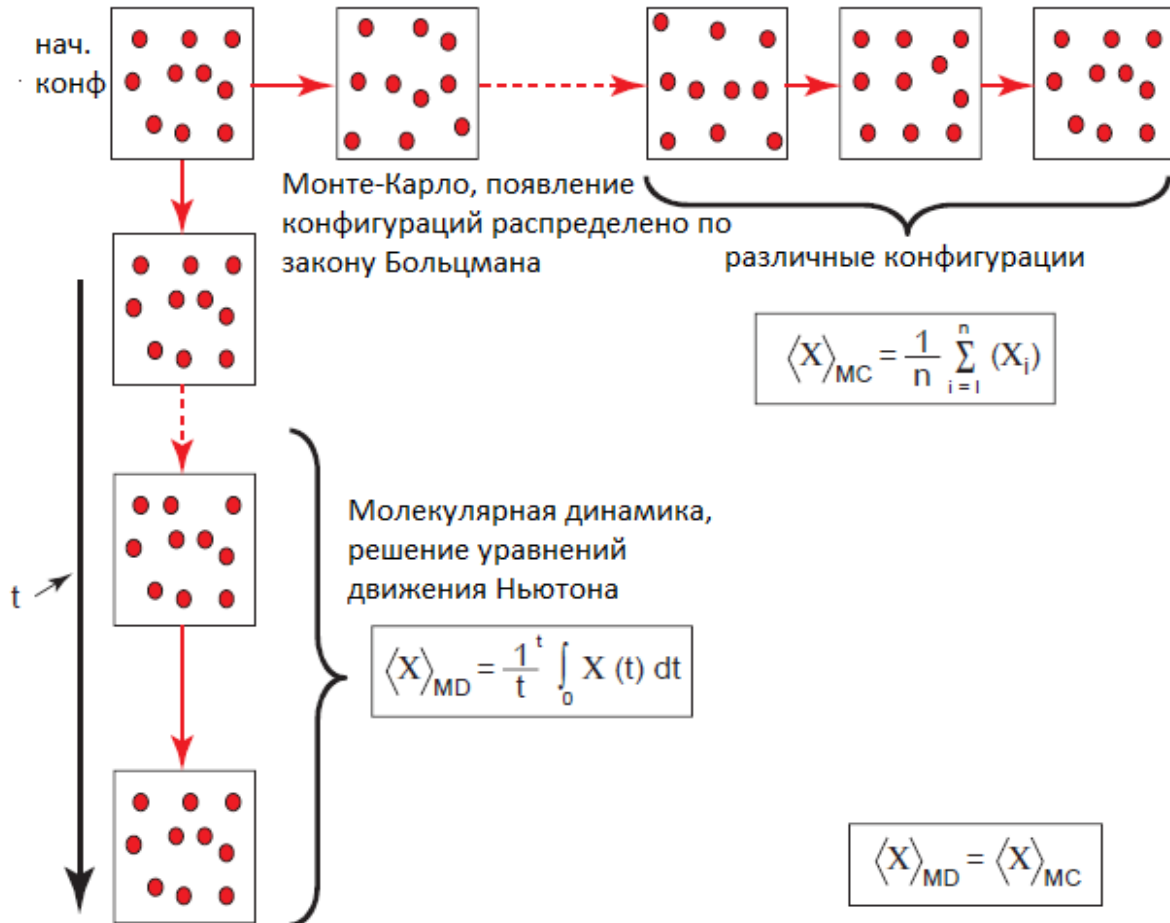 нач.
. конф
Монте-Карло, появление
конфигураций распределено по
закону Больцмана
различные конфигурации
⟨X⟩MC = 1/n n∑i = l (Xi)
Молекулярная динамика,
решение уравнений
движения Ньютона
t
⟨X⟩MD = 1/t t∫0 X (t) dt
⟨X⟩MD = ⟨X⟩MC